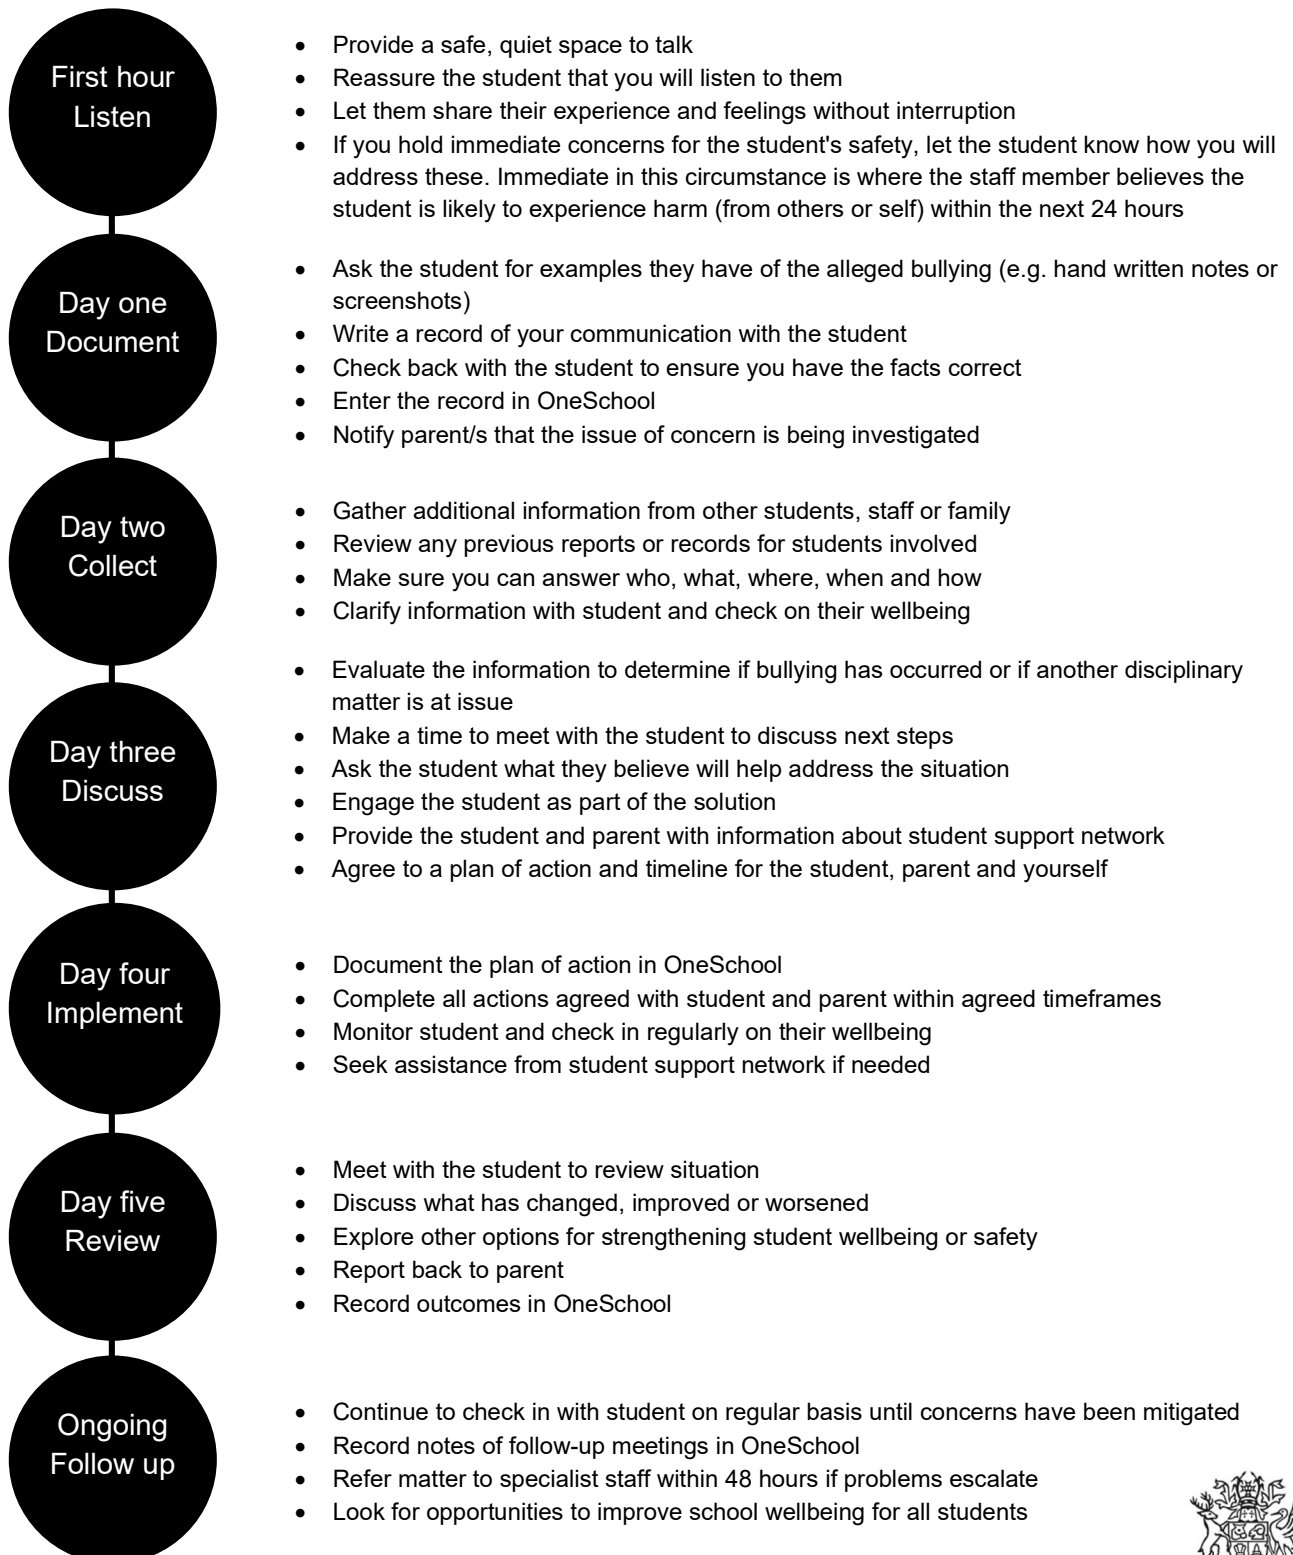 First hour
Listen
• Provide a safe, quiet space to talk
• Reassure the student that you will listen to them
• Let them share their experience and feelings without interruption
• If you hold immediate concerns for the student's safety, let the student know how you will
address these. Immediate in this circumstance is where the staff member believes the
student is likely to experience harm (from others or self) within the next 24 hours
Day one
Document
• Ask the student for examples they have of the alleged bullying (e.g. hand written notes or
screenshots)
• Write a record of your communication with the student
• Check back with the student to ensure you have the facts correct
• Enter the record in OneSchool
• Notify parent/s that the issue of concern is being investigated
Day two
Collect
• Gather additional information from other students, staff or family
• Review any previous reports or records for students involved
• Make sure you can answer who, what, where, when and how
• Clarify information with student and check on their wellbeing
Day three
Discuss
• Evaluate the information to determine if bullying has occurred or if another disciplinary
matter is at issue
• Make a time to meet with the student to discuss next steps
• Ask the student what they believe will help address the situation
• Engage the student as part of the solution
• Provide the student and parent with information about student support network
• Agree to a plan of action and timeline for the student, parent and yourself
Day four
Implement
• Document the plan of action in OneSchool
• Complete all actions agreed with student and parent within agreed timeframes
• Monitor student and check in regularly on their wellbeing
• Seek assistance from student support network if needed
Day five
Review
• Meet with the student to review situation
• Discuss what has changed, improved or worsened
• Explore other options for strengthening student wellbeing or safety
• Report back to parent
• Record outcomes in OneSchool
Ongoing
Follow up
• Continue to check in with student on regular basis until concerns have been mitigated
• Record notes of follow-up meetings in OneSchool
• Refer matter to specialist staff within 48 hours if problems escalate
• Look for opportunities to improve school wellbeing for all students